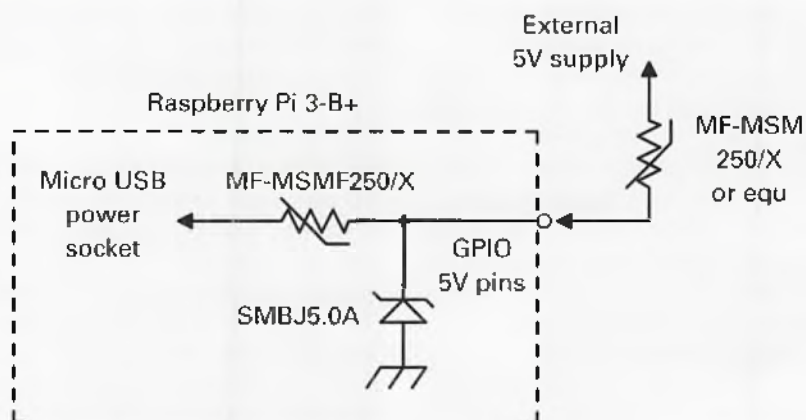 External
5V supply
Raspberry Pi 3-B+
MF-MSM
250/X
or equ
Micro USB
power
socket
MF-MSMF250/X
GPIO
5V pins
SMBJ5.0A